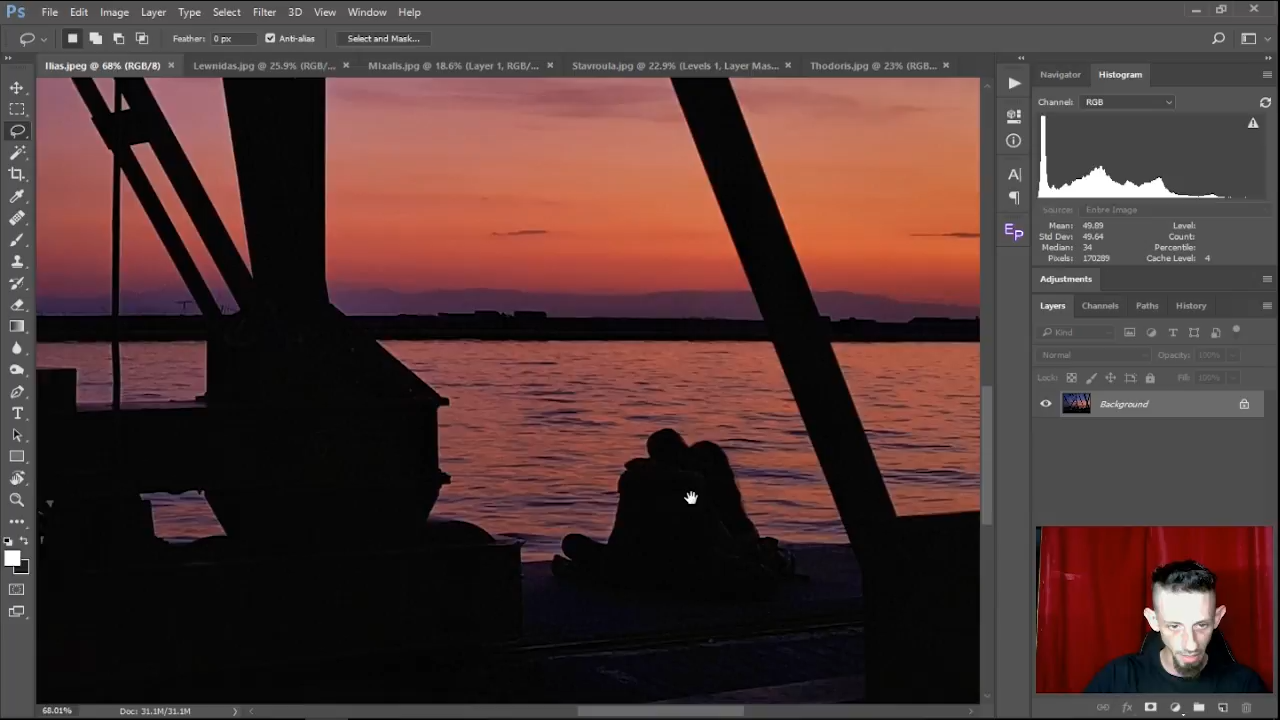 Ps File Edit Image Layer Type Select Filter 3D View Window Help
Feather: 0 px Anti-alias Select and Mask...
Ilias.jpeg @ 68% (RGB/8) × Lewnidas.jpg @ 25.9% (RGB/... × Mixalis.jpg @ 18.6% (Layer 1, RGB/... × Stavroula.jpg @ 22.9% (Levels 1, Layer Mas... × Thodoris.jpg @ 23% (RGB... ×
Navigator Histogram
Channel: RGB
Source: Entire Image
Mean: 49.89 Level:
Std Dev: 49.64 Count:
Median: 34 Percentile:
Pixels: 170289 Cache Level: 4
EP
Adjustments
Layers Channels Paths History
Kind
Normal Opacity: 100%
Lock: Fill: 100%
Background
68.01% Doc: 31.1M/31.1M